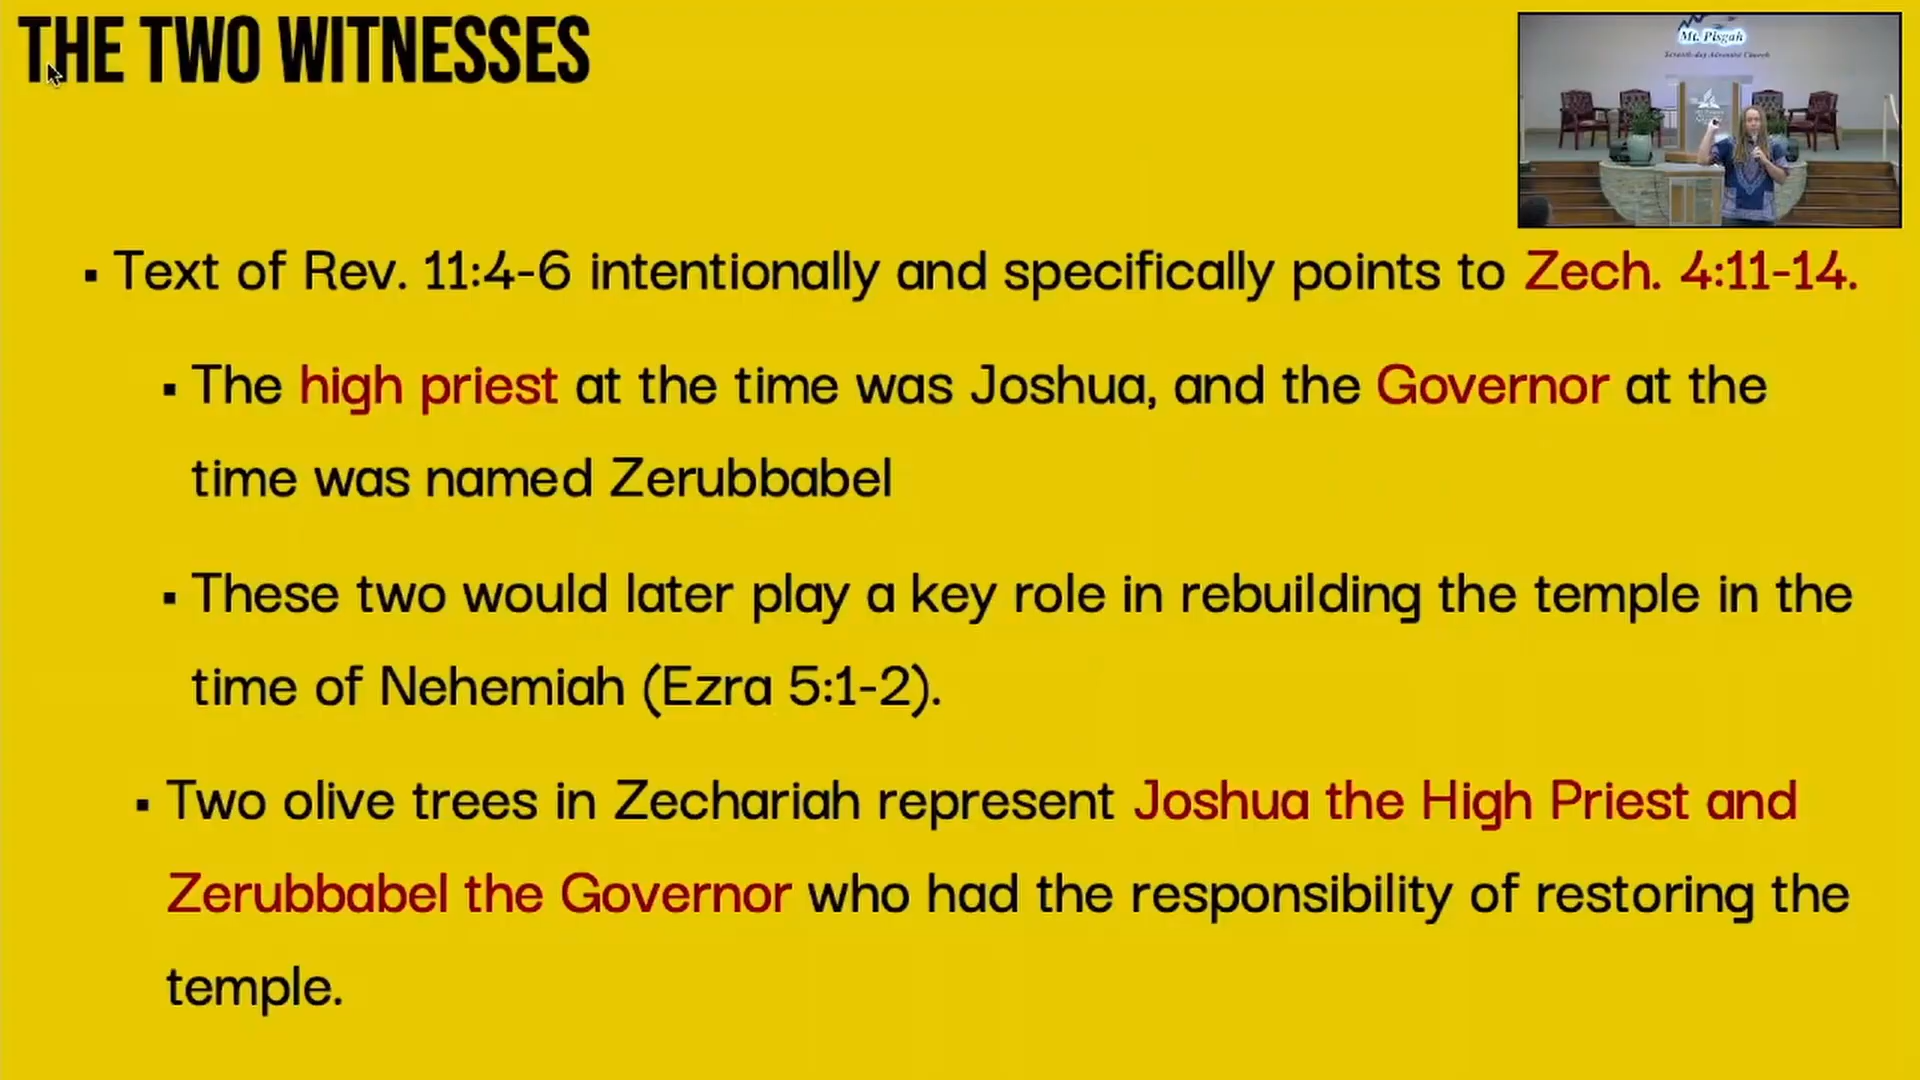 THE TWO WITNESSES
Mt. Pisgah
Seventh-day Adventist Church
▪ Text of Rev. 11:4-6 intentionally and specifically points to Zech. 4:11-14.
▪ The high priest at the time was Joshua, and the Governor at the
time was named Zerubbabel
▪ These two would later play a key role in rebuilding the temple in the
time of Nehemiah (Ezra 5:1-2).
▪ Two olive trees in Zechariah represent Joshua the High Priest and
Zerubbabel the Governor who had the responsibility of restoring the
temple.